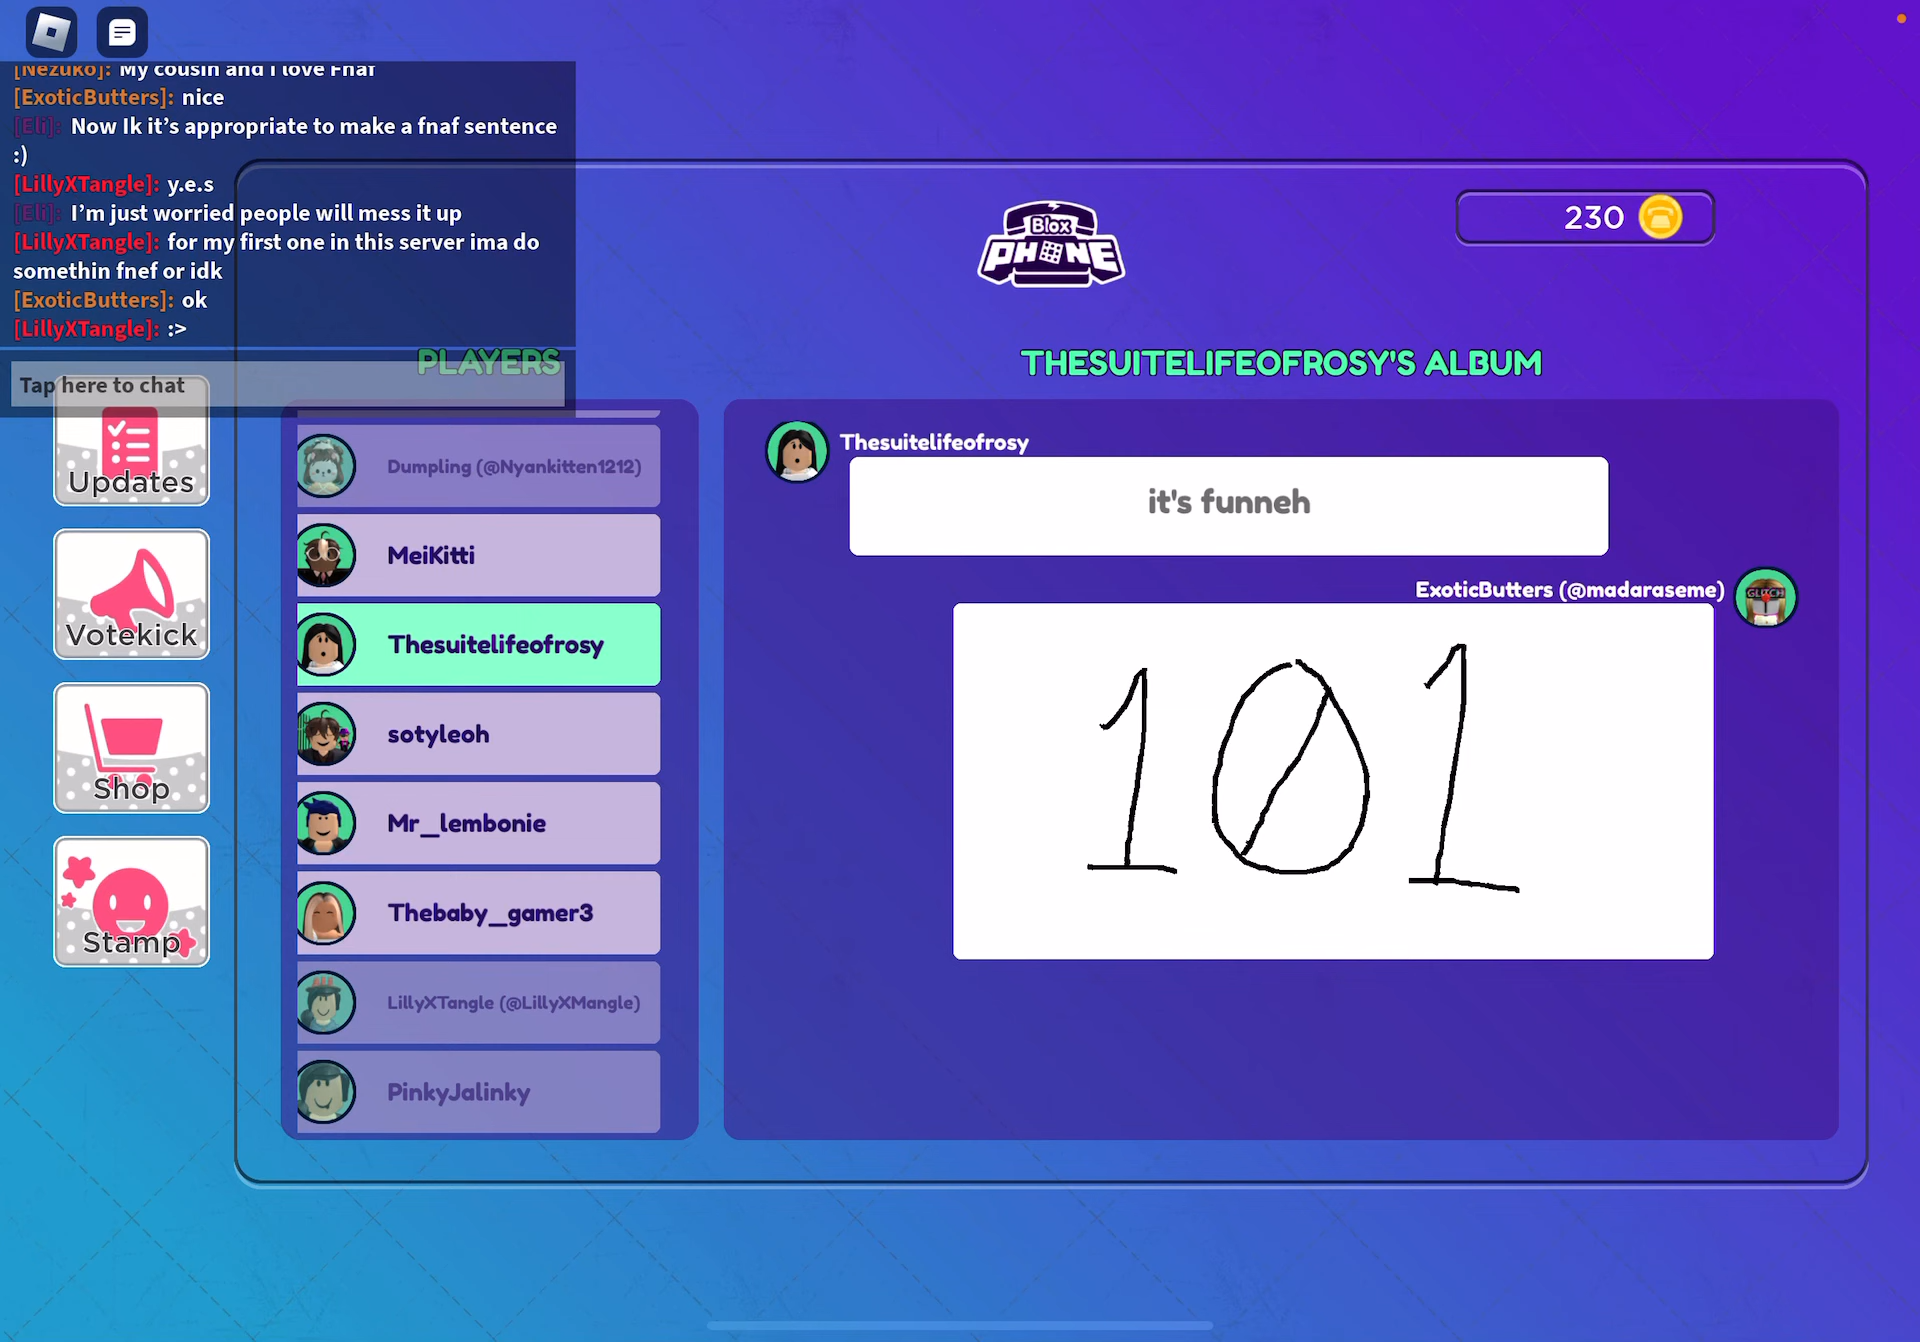 [Nezuko]: My cousin and I love Fnaf
[ExoticButters]: nice
[Eli]: Now Ik it's appropriate to make a fnaf sentence
:)
[LillyXTangle]: y.e.s
[Eli]: I'm just worried people will mess it up
[LillyXTangle]: for my first one in this server ima do
somethin fnef or idk
[ExoticButters]: ok
[LillyXTangle]: :>
Tap here to chat
Updates
Votekick
Shop
Stamp
Blox
PHONE
230
PLAYERS
Dumpling (@Nyankitten1212)
MeiKitti
Thesuitelifeofrosy
sotyleoh
Mr_lembonie
Thebaby_gamer3
LillyXTangle (@LillyXMangle)
PinkyJalinky
THESUITELIFEOFROSY'S ALBUM
Thesuitelifeofrosy
it's funneh
ExoticButters (@madaraseme)
GLITCH
101